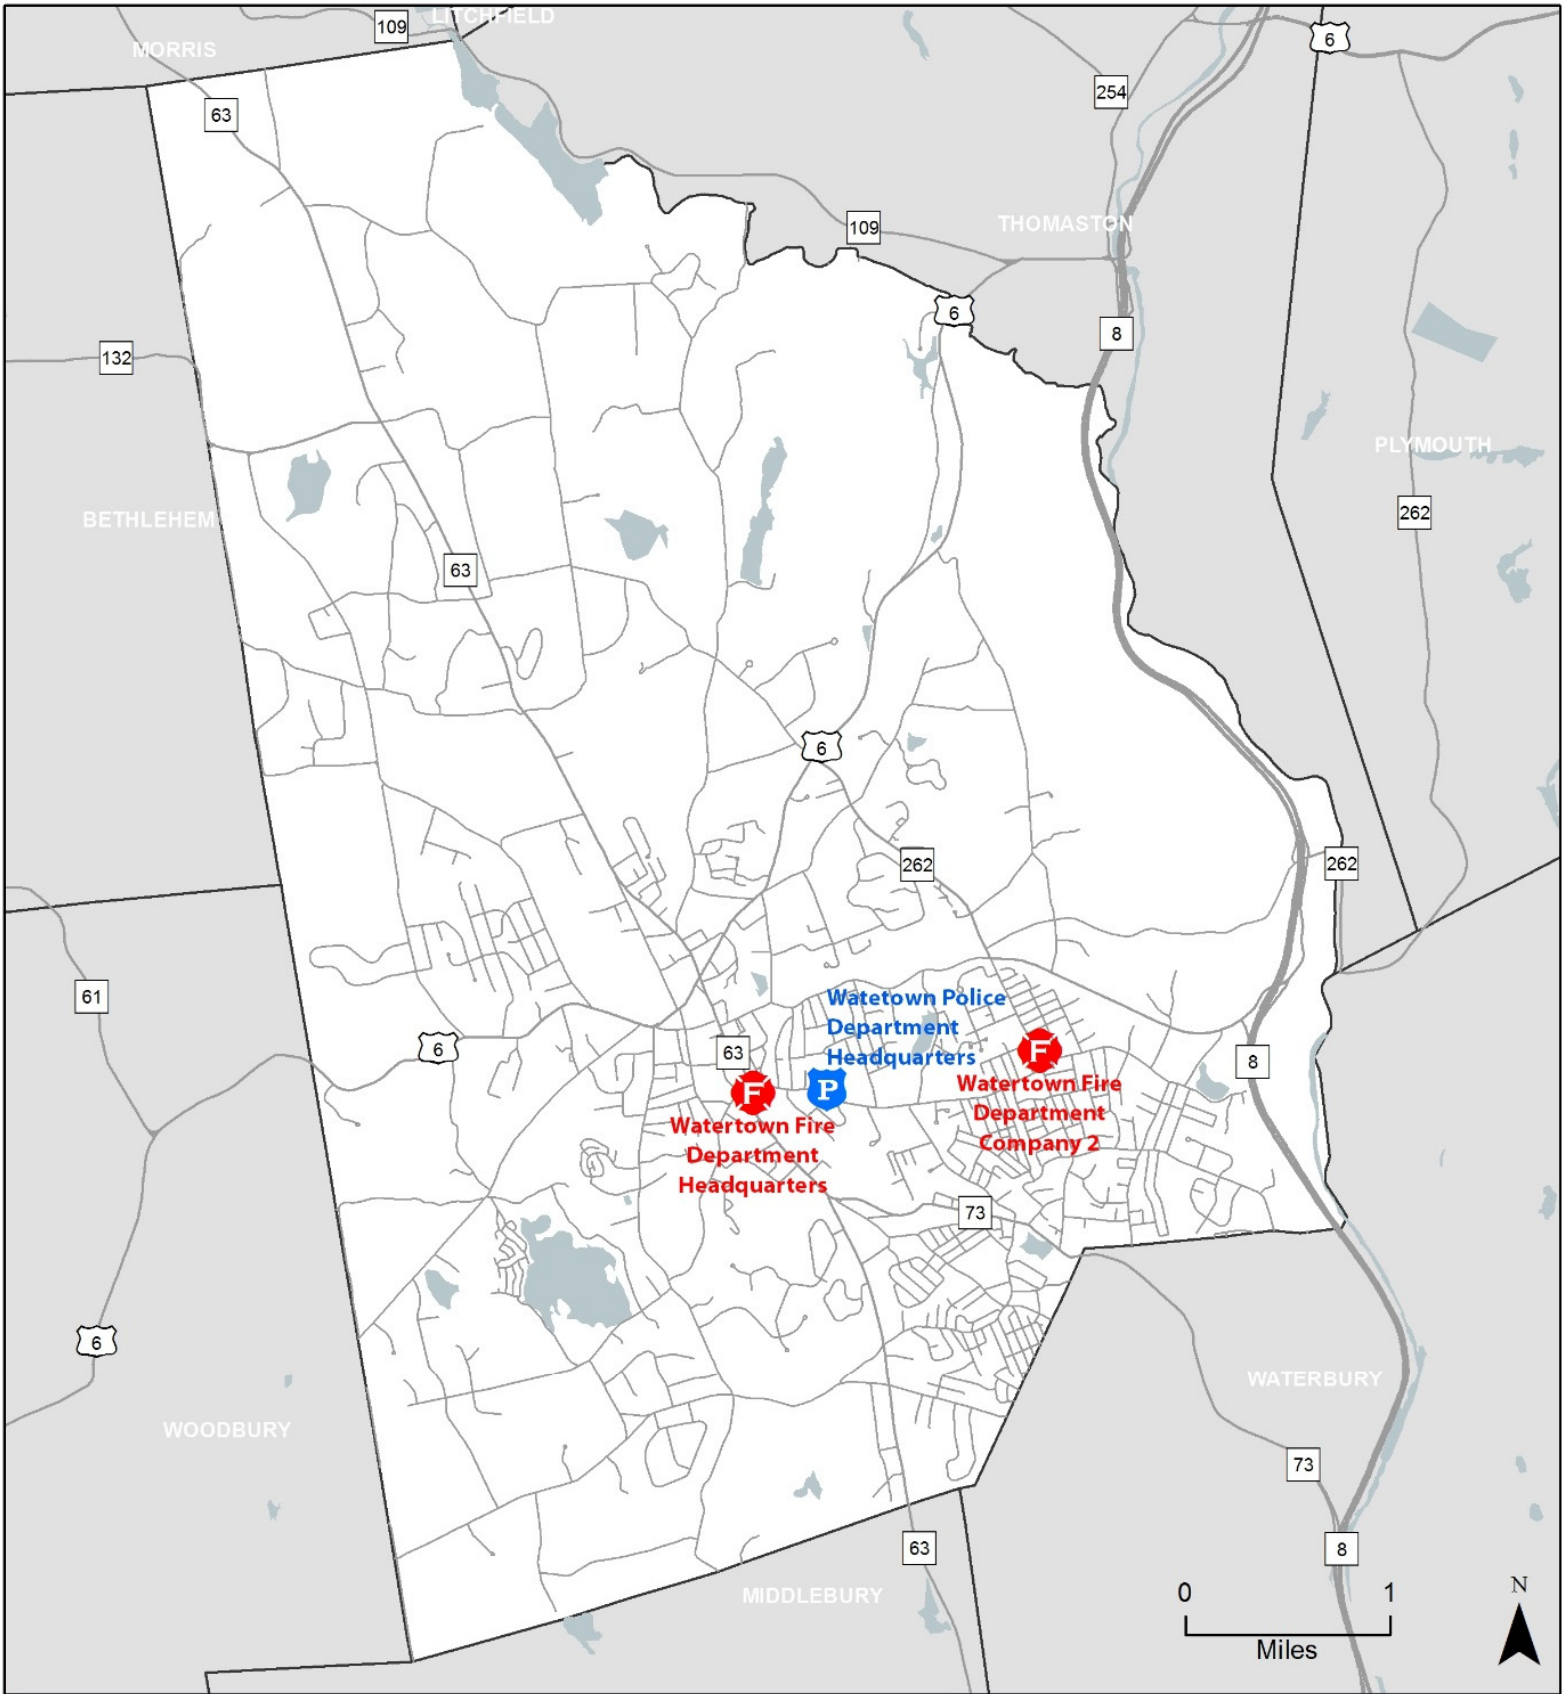 LITCHFIELD
109
MORRIS
6
254
63
THOMASTON
109
6
8
132
PLYMOUTH
262
BETHLEHEM
63
6
262
262
61
Watetown Police
Department
Headquarters
6
63
8
F
P
F
Watertown Fire
Department
Headquarters
Watertown Fire
Department
Company 2
73
6
WATERBURY
WOODBURY
73
63
8
MIDDLEBURY
0 1
Miles
N